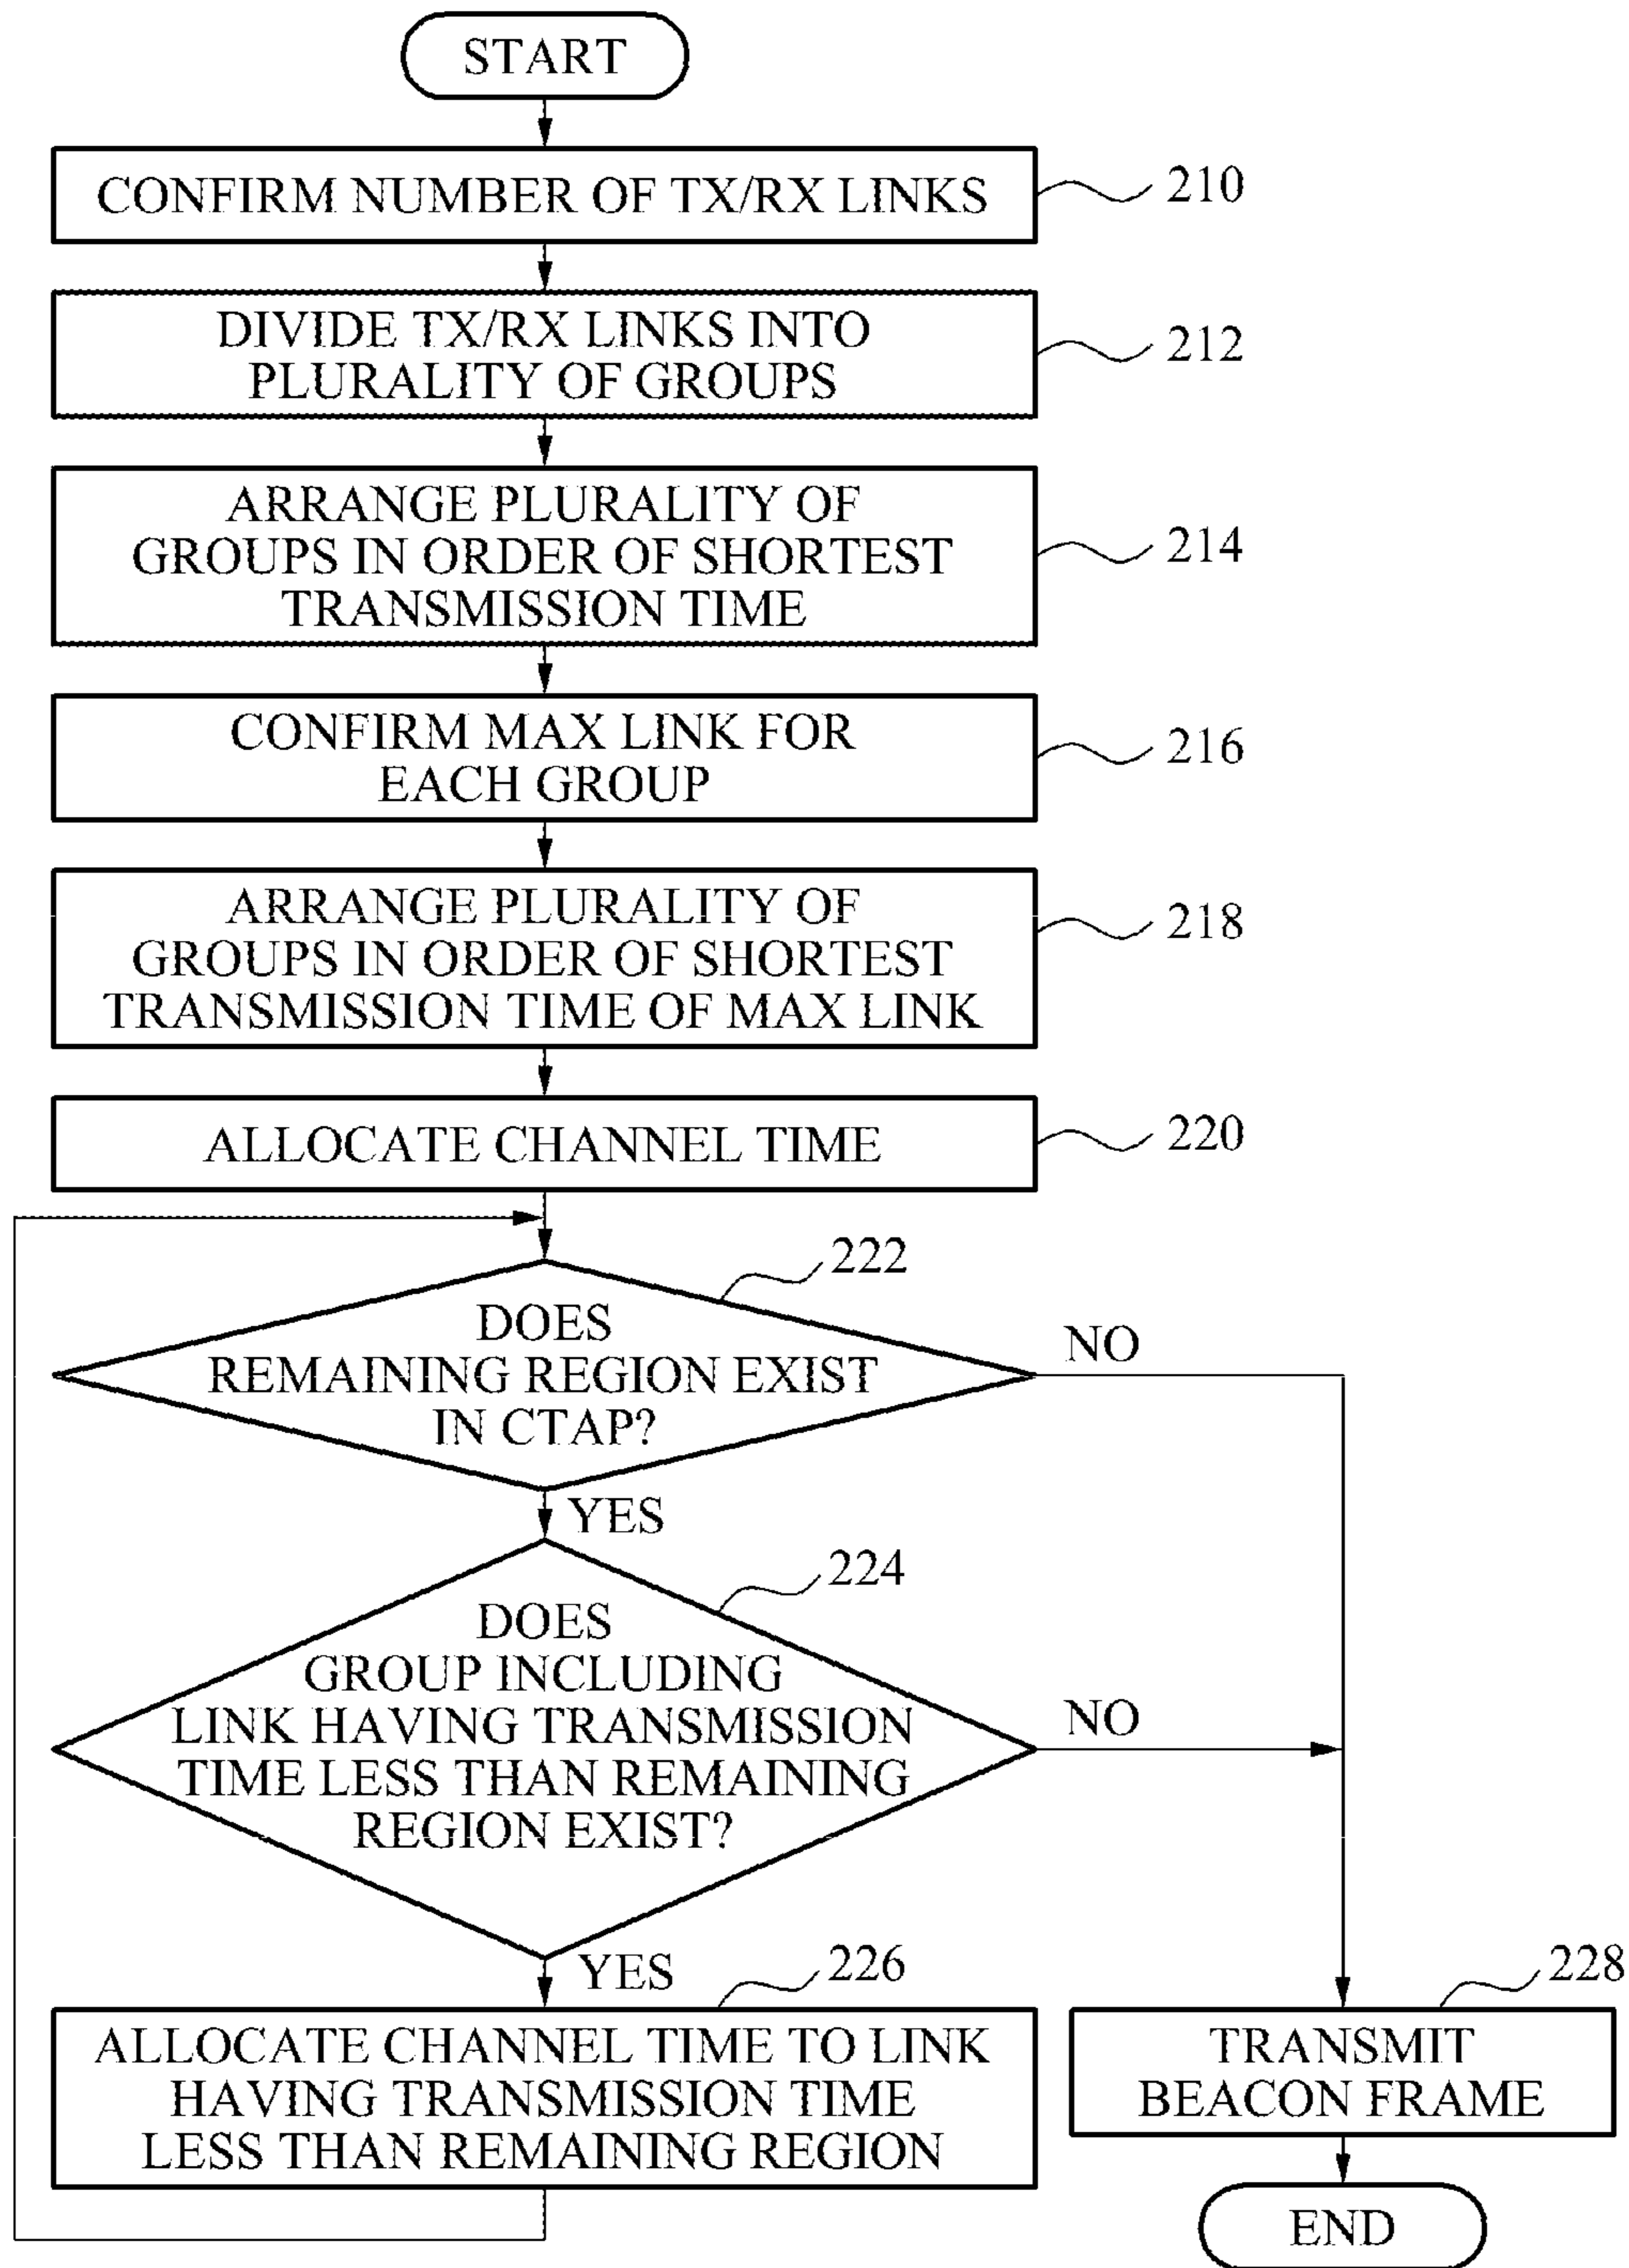 START
CONFIRM NUMBER OF TX/RX LINKS
210
DIVIDE TX/RX LINKS INTO
PLURALITY OF GROUPS
212
ARRANGE PLURALITY OF
GROUPS IN ORDER OF SHORTEST
TRANSMISSION TIME
214
CONFIRM MAX LINK FOR
EACH GROUP
216
ARRANGE PLURALITY OF
GROUPS IN ORDER OF SHORTEST
TRANSMISSION TIME OF MAX LINK
218
ALLOCATE CHANNEL TIME
220
222
DOES
REMAINING REGION EXIST
IN CTAP?
NO
YES
224
DOES
GROUP INCLUDING
LINK HAVING TRANSMISSION
TIME LESS THAN REMAINING
REGION EXIST?
NO
YES
226
ALLOCATE CHANNEL TIME TO LINK
HAVING TRANSMISSION TIME
LESS THAN REMAINING REGION
228
TRANSMIT
BEACON FRAME
END